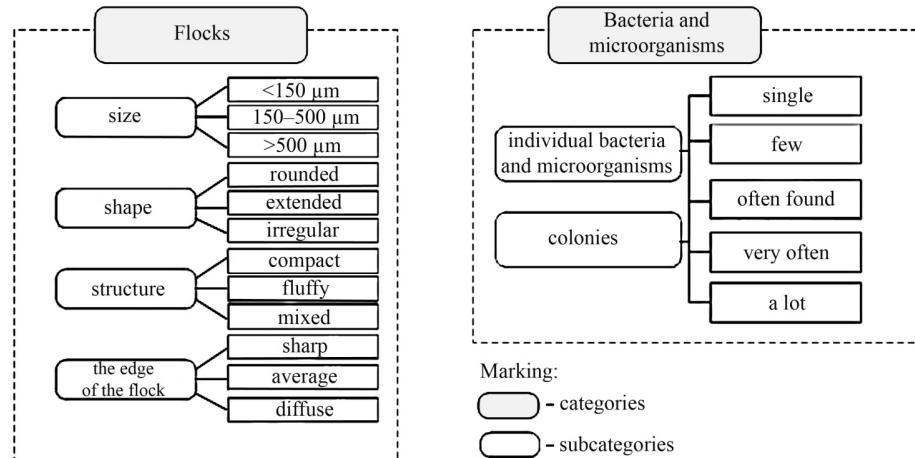 Flocks
size
<150 µm
150–500 µm
>500 µm
shape
rounded
extended
irregular
structure
compact
fluffy
mixed
the edge
of the flock
sharp
average
diffuse
Bacteria and
microorganisms
individual bacteria
and microorganisms
colonies
single
few
often found
very often
a lot
Marking:
- categories
- subcategories